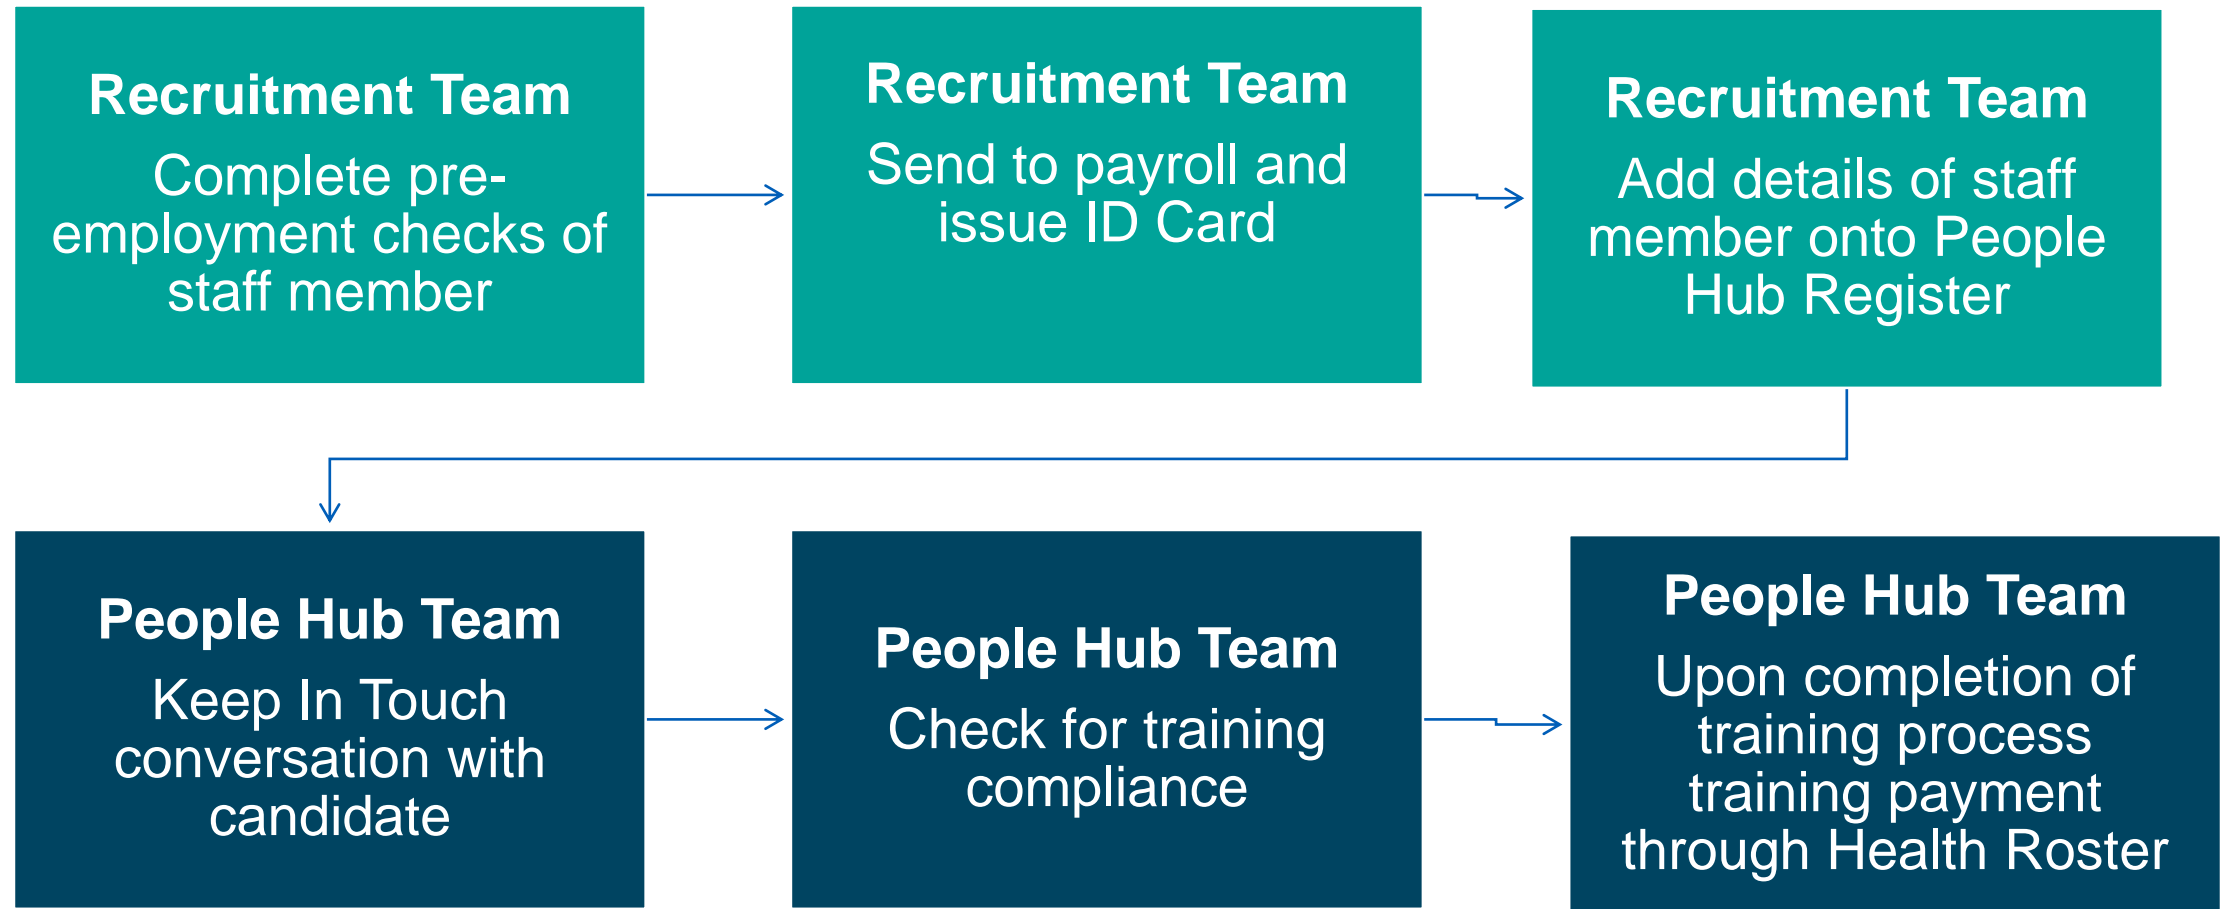 Recruitment Team
Complete pre-
employment checks of
staff member
Recruitment Team
Send to payroll and
issue ID Card
Recruitment Team
Add details of staff
member onto People
Hub Register
People Hub Team
Keep In Touch
conversation with
candidate
People Hub Team
Check for training
compliance
People Hub Team
Upon completion of
training process
training payment
through Health Roster